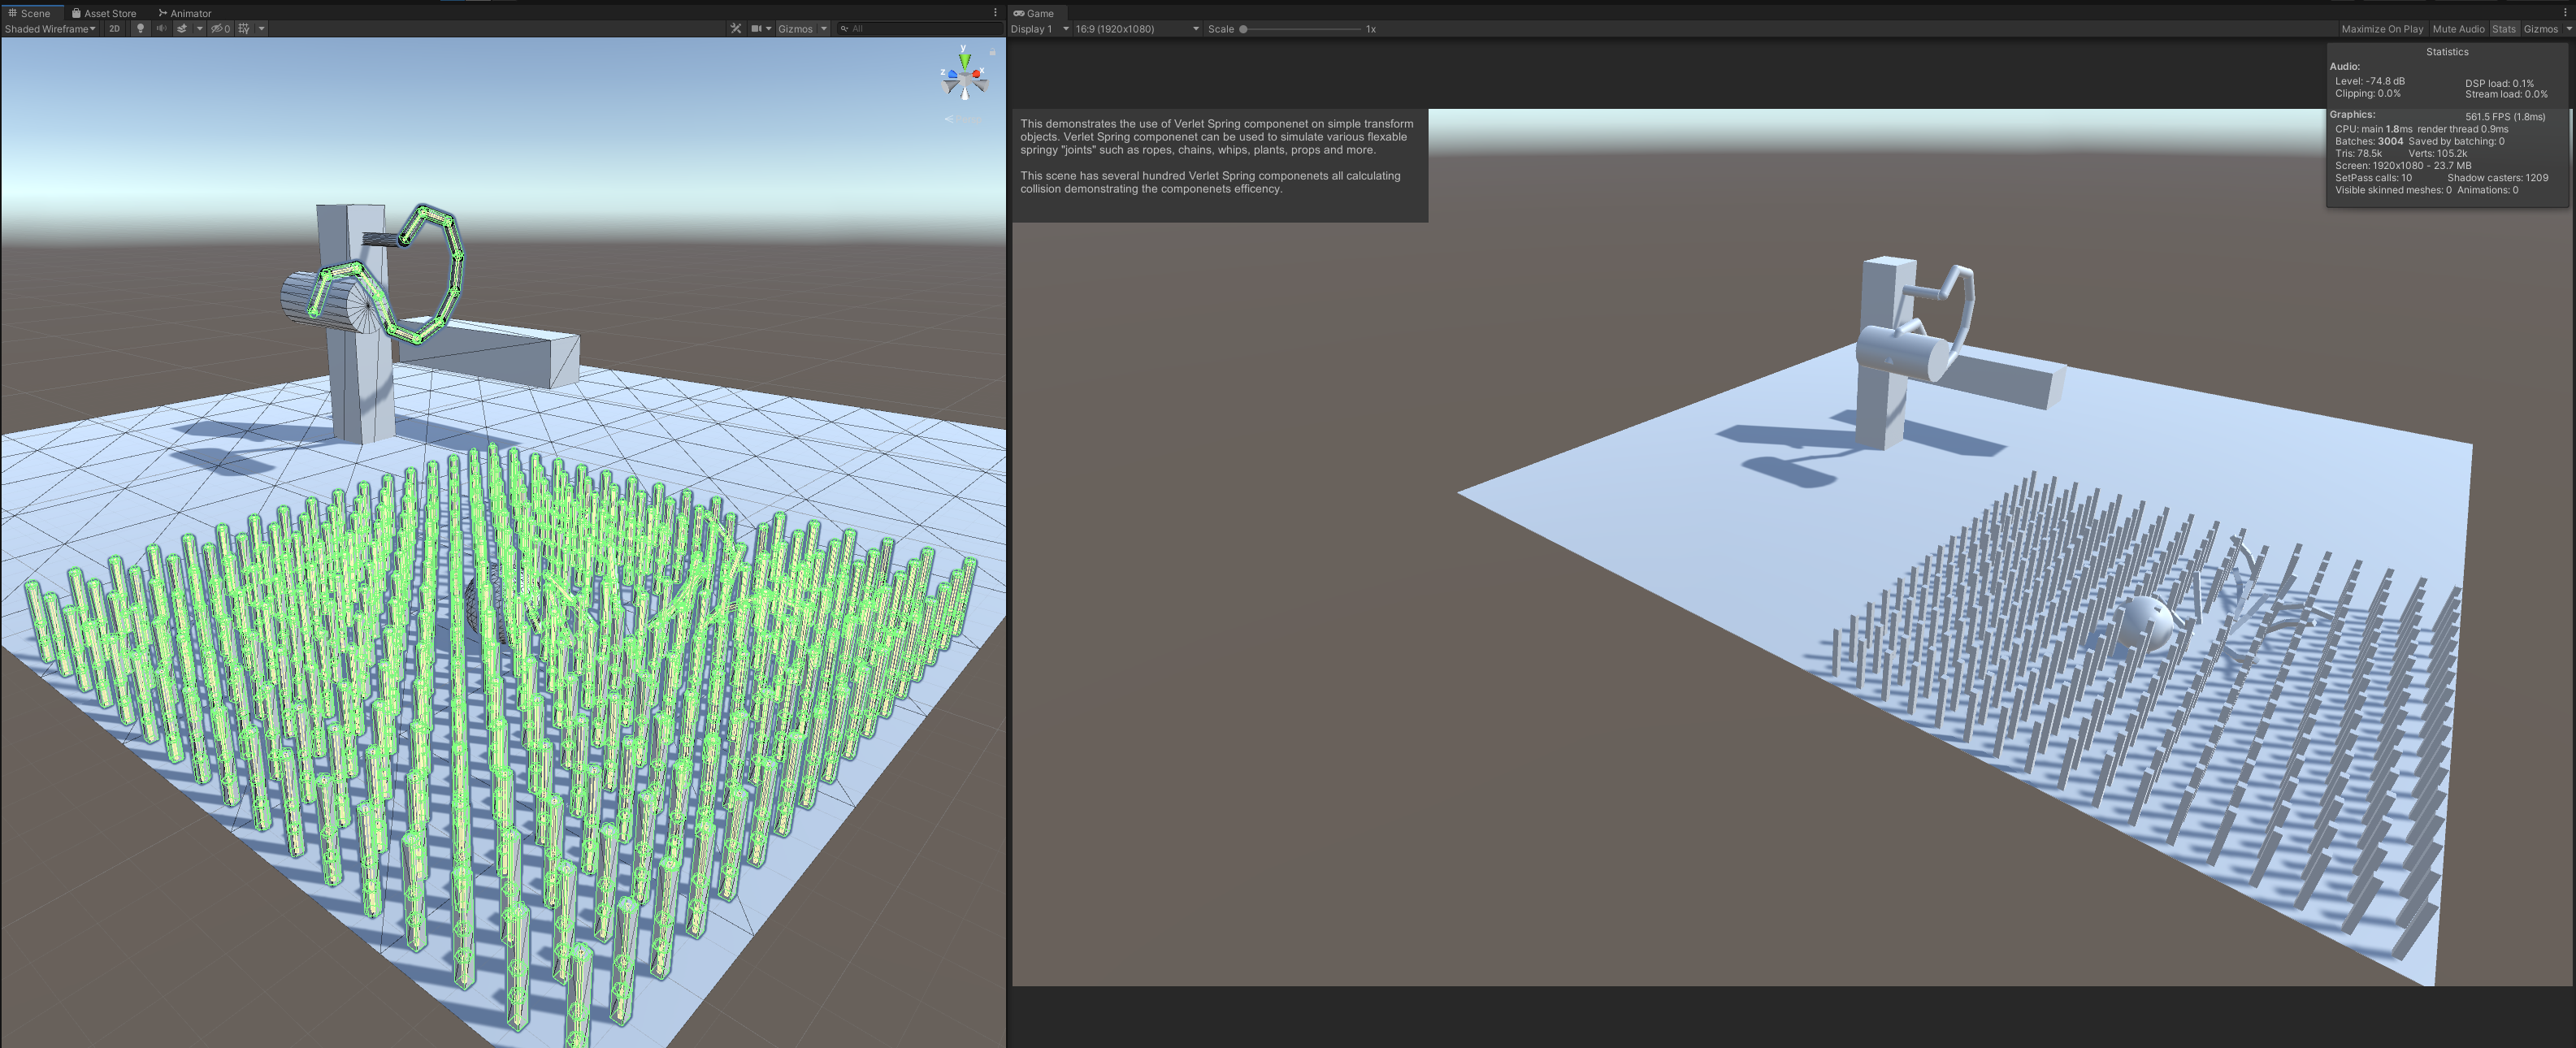 Scene
Asset Store
Animator
Shaded Wireframe
2D
0
Gizmos
All
y
z
x
Game
Display 1
16:9 (1920x1080)
Scale
1x
Maximize On Play
Mute Audio
Stats
Gizmos
This demonstrates the use of Verlet Spring componenet on simple transform
objects. Verlet Spring componenet can be used to simulate various flexable
springy "joints" such as ropes, chains, whips, plants, props and more.
This scene has several hundred Verlet Spring componenets all calculating
collision demonstrating the componenets efficency.
Statistics
Audio:
Level: -74.8 dB DSP load: 0.1%
Clipping: 0.0% Stream load: 0.0%
Graphics: 561.5 FPS (1.8ms)
CPU: main 1.8ms render thread 0.9ms
Batches: 3004 Saved by batching: 0
Tris: 78.5k Verts: 105.2k
Screen: 1920x1080 - 23.7 MB
SetPass calls: 10 Shadow casters: 1209
Visible skinned meshes: 0 Animations: 0